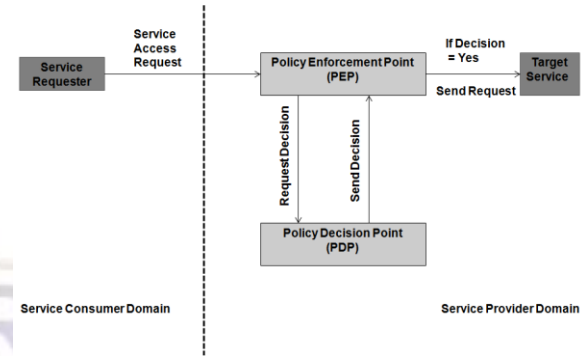 Service
Access
Request
Service
Requester
Policy Enforcement Point
(PEP)
If Decision
= Yes
Send Request
Target
Service
Request Decision
Send Decision
Policy Decision Point
(PDP)
Service Consumer Domain
Service Provider Domain